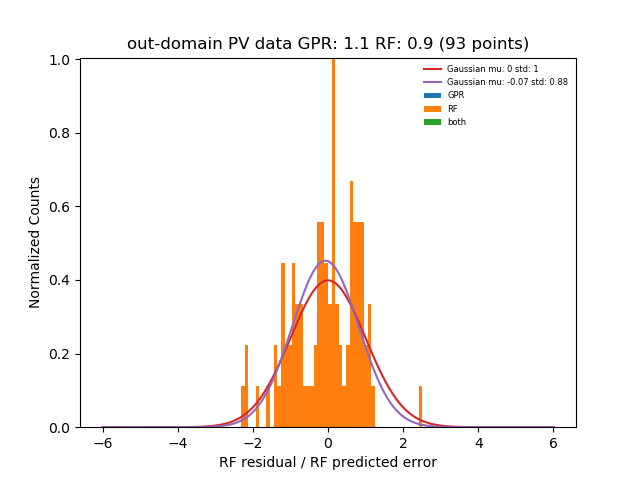 out-domain PV data GPR: 1.1 RF: 0.9 (93 points)
Gaussian mu: 0 std: 1
Gaussian mu: -0.07 std: 0.88
GPR
RF
both
Normalized Counts
1.0
0.8
0.6
0.4
0.2
0.0
−6
−4
−2
0
2
4
6
RF residual / RF predicted error